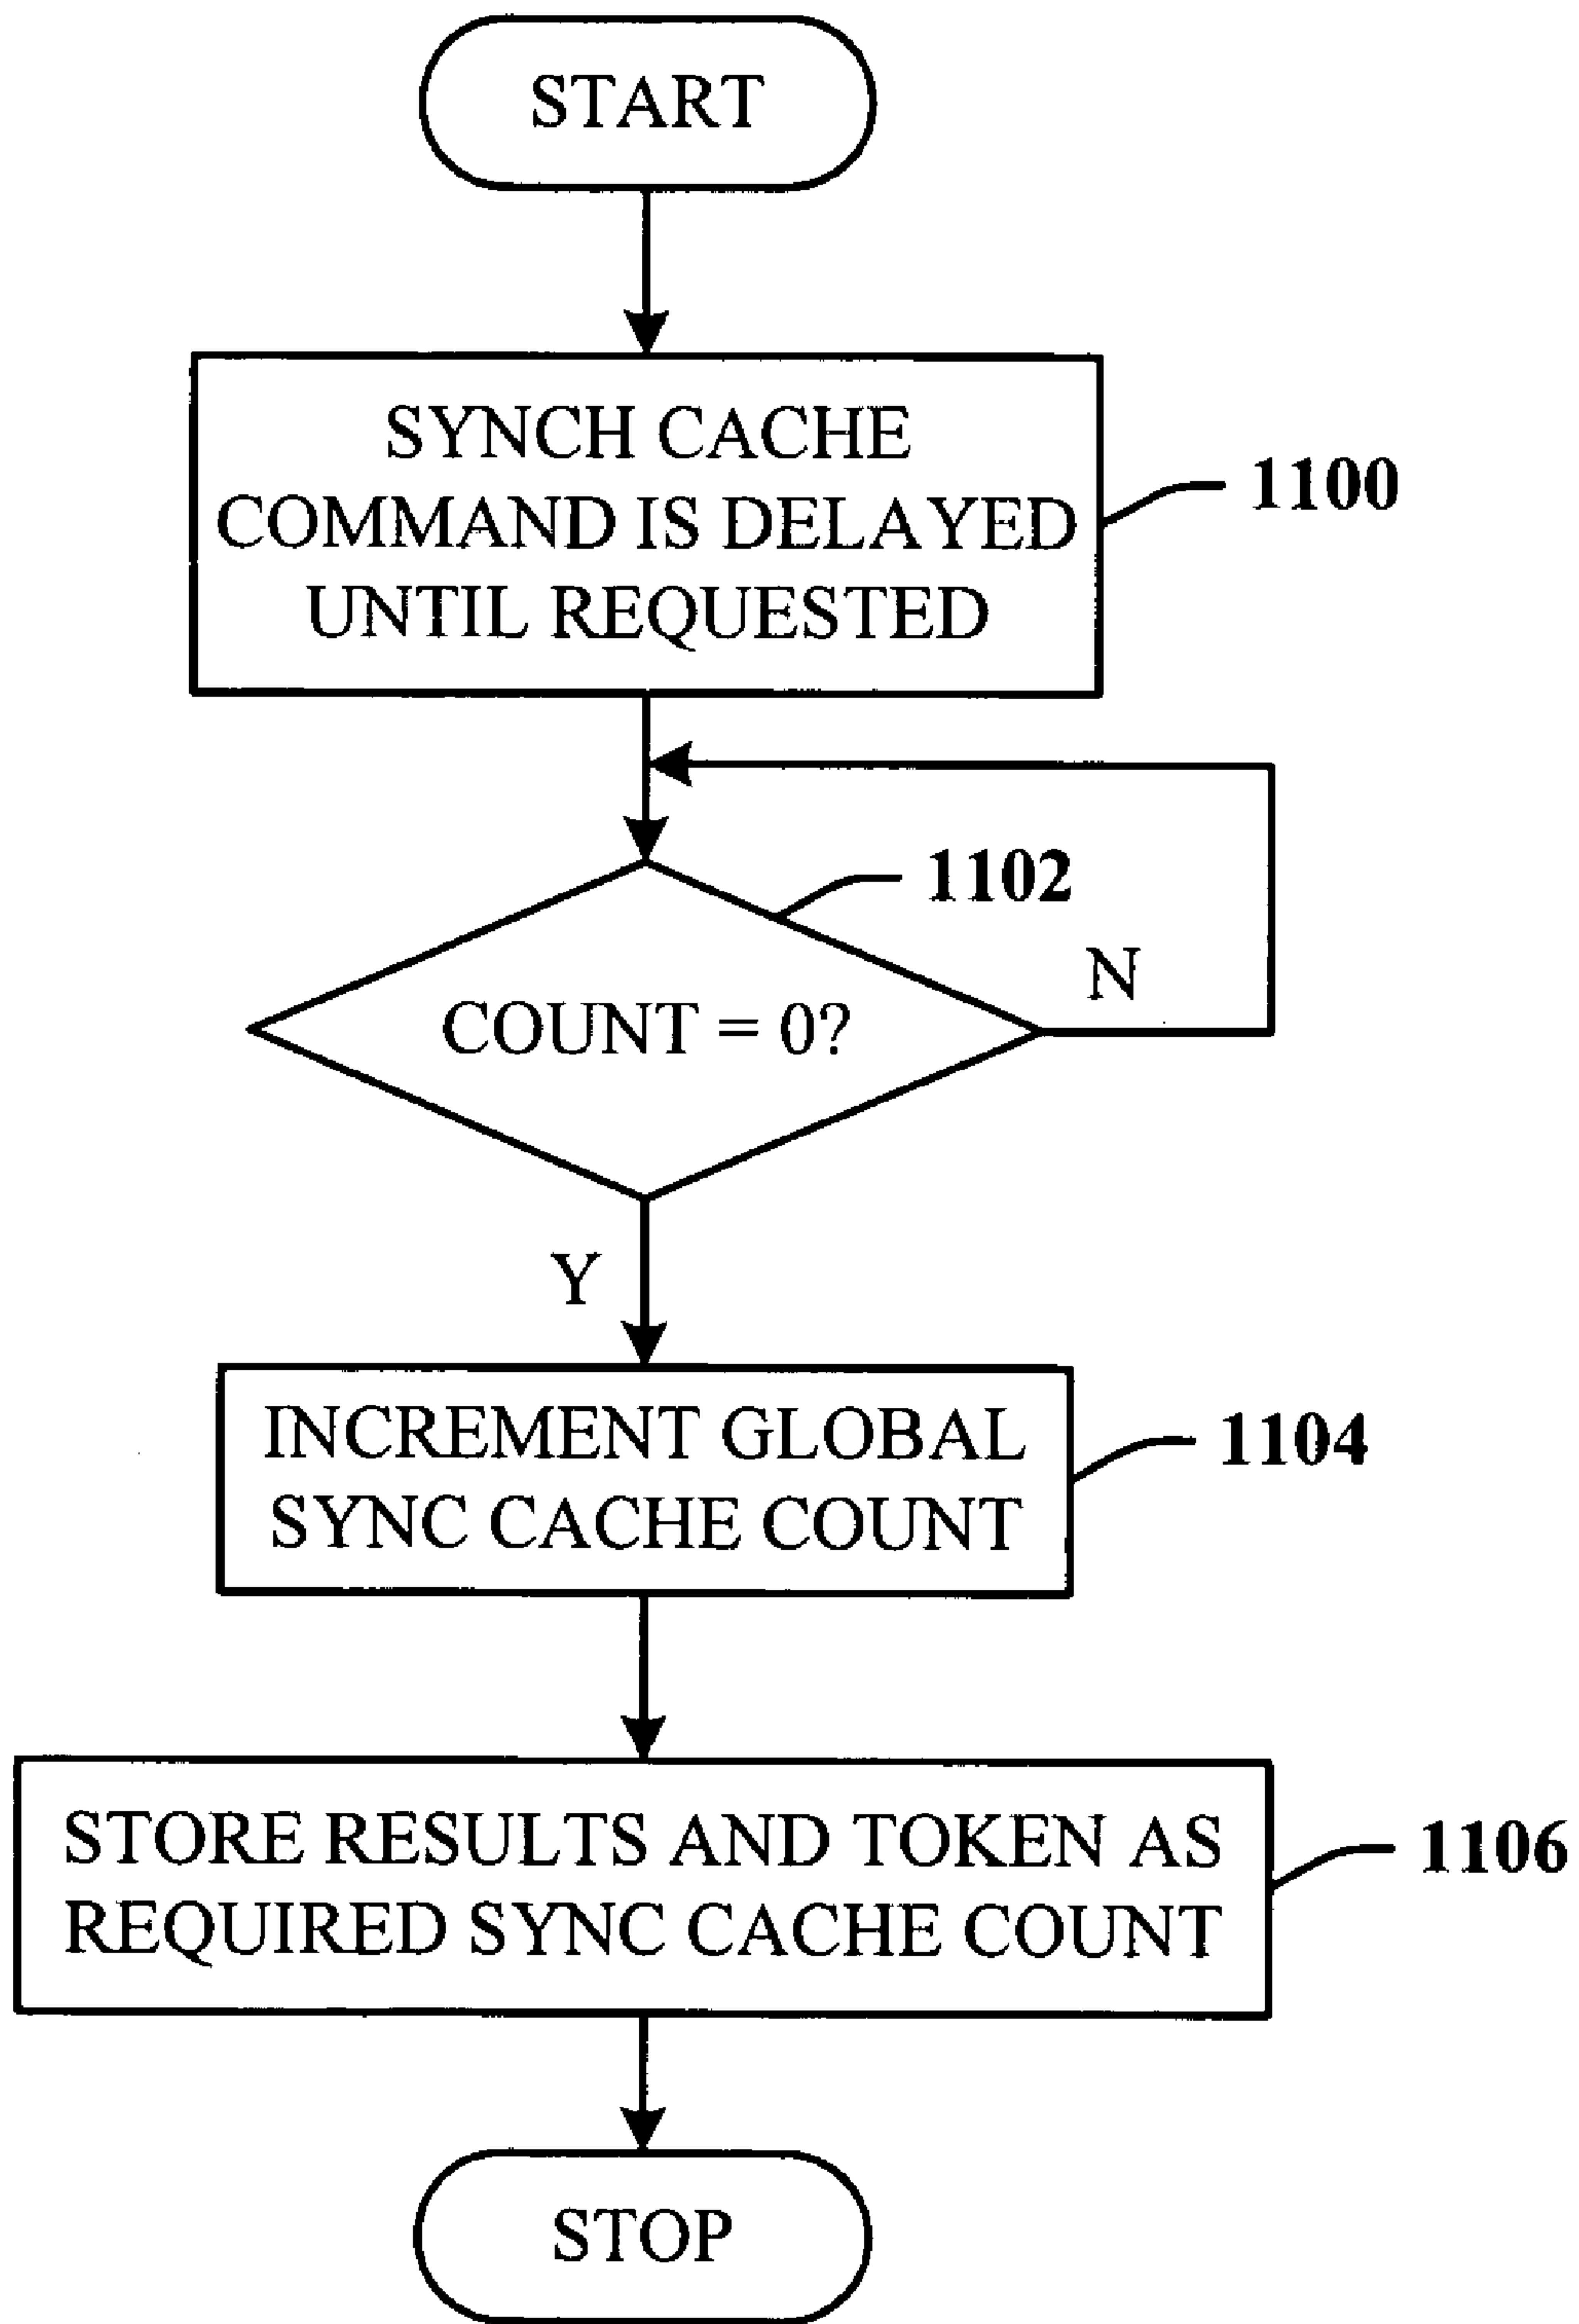 START
SYNCH CACHE
COMMAND IS DELAYED
UNTIL REQUESTED
1100
1102
N
COUNT = 0?
Y
INCREMENT GLOBAL
SYNC CACHE COUNT
1104
STORE RESULTS AND TOKEN AS
REQUIRED SYNC CACHE COUNT
1106
STOP